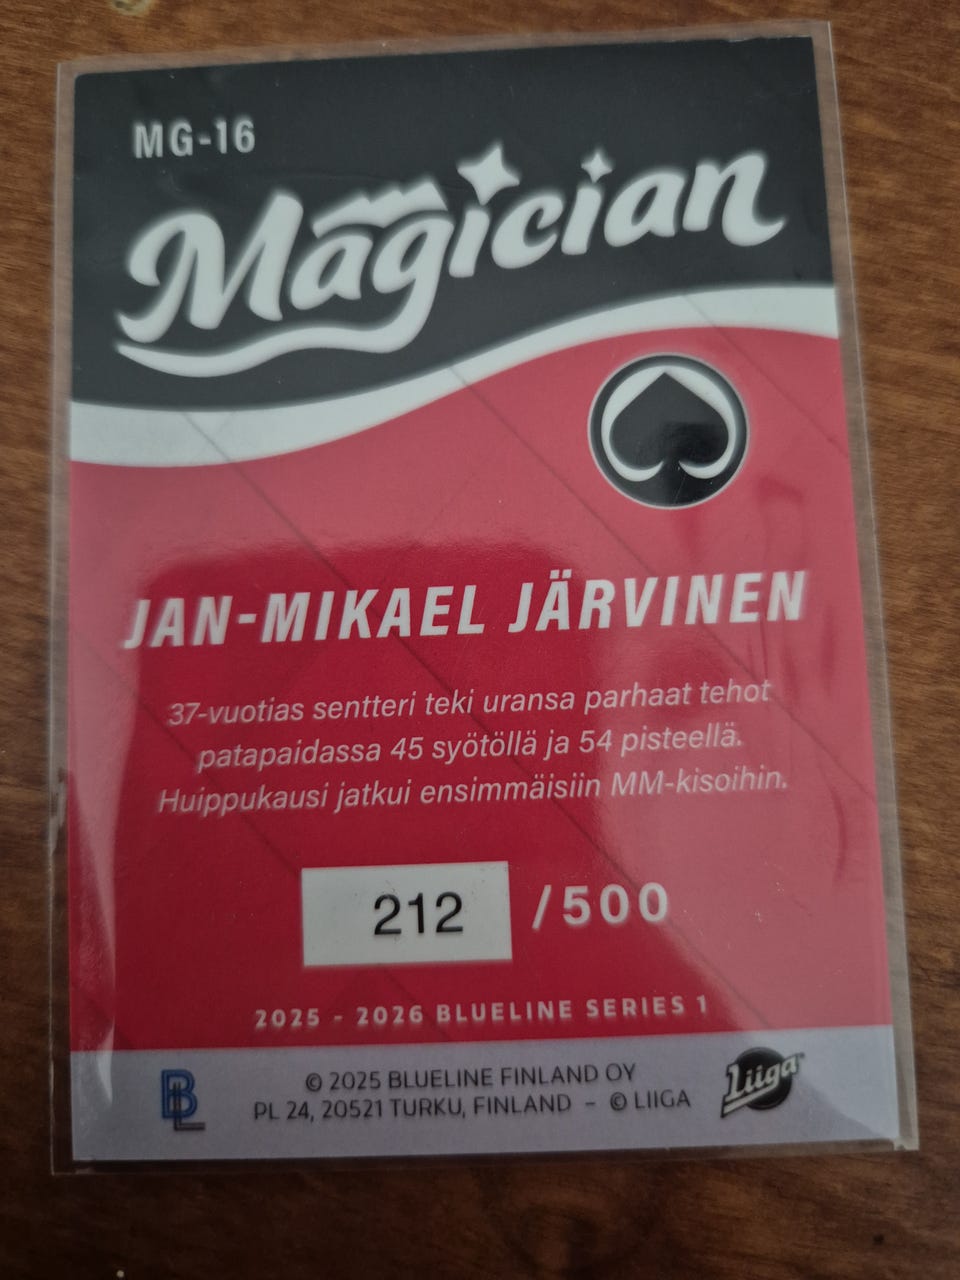 MG-16
Magician
JAN-MIKAEL JÄRVINEN
37-vuotias sentteri teki uransa parhaat tehot
patapaidassa 45 syötöllä ja 54 pisteellä.
Huippukausi jatkui ensimmäisiin MM-kisoihin.
212 /500
2025 - 2026 BLUELINE SERIES 1
BL
© 2025 BLUELINE FINLAND OY
PL 24, 20521 TURKU, FINLAND - © LIIGA
Liiga